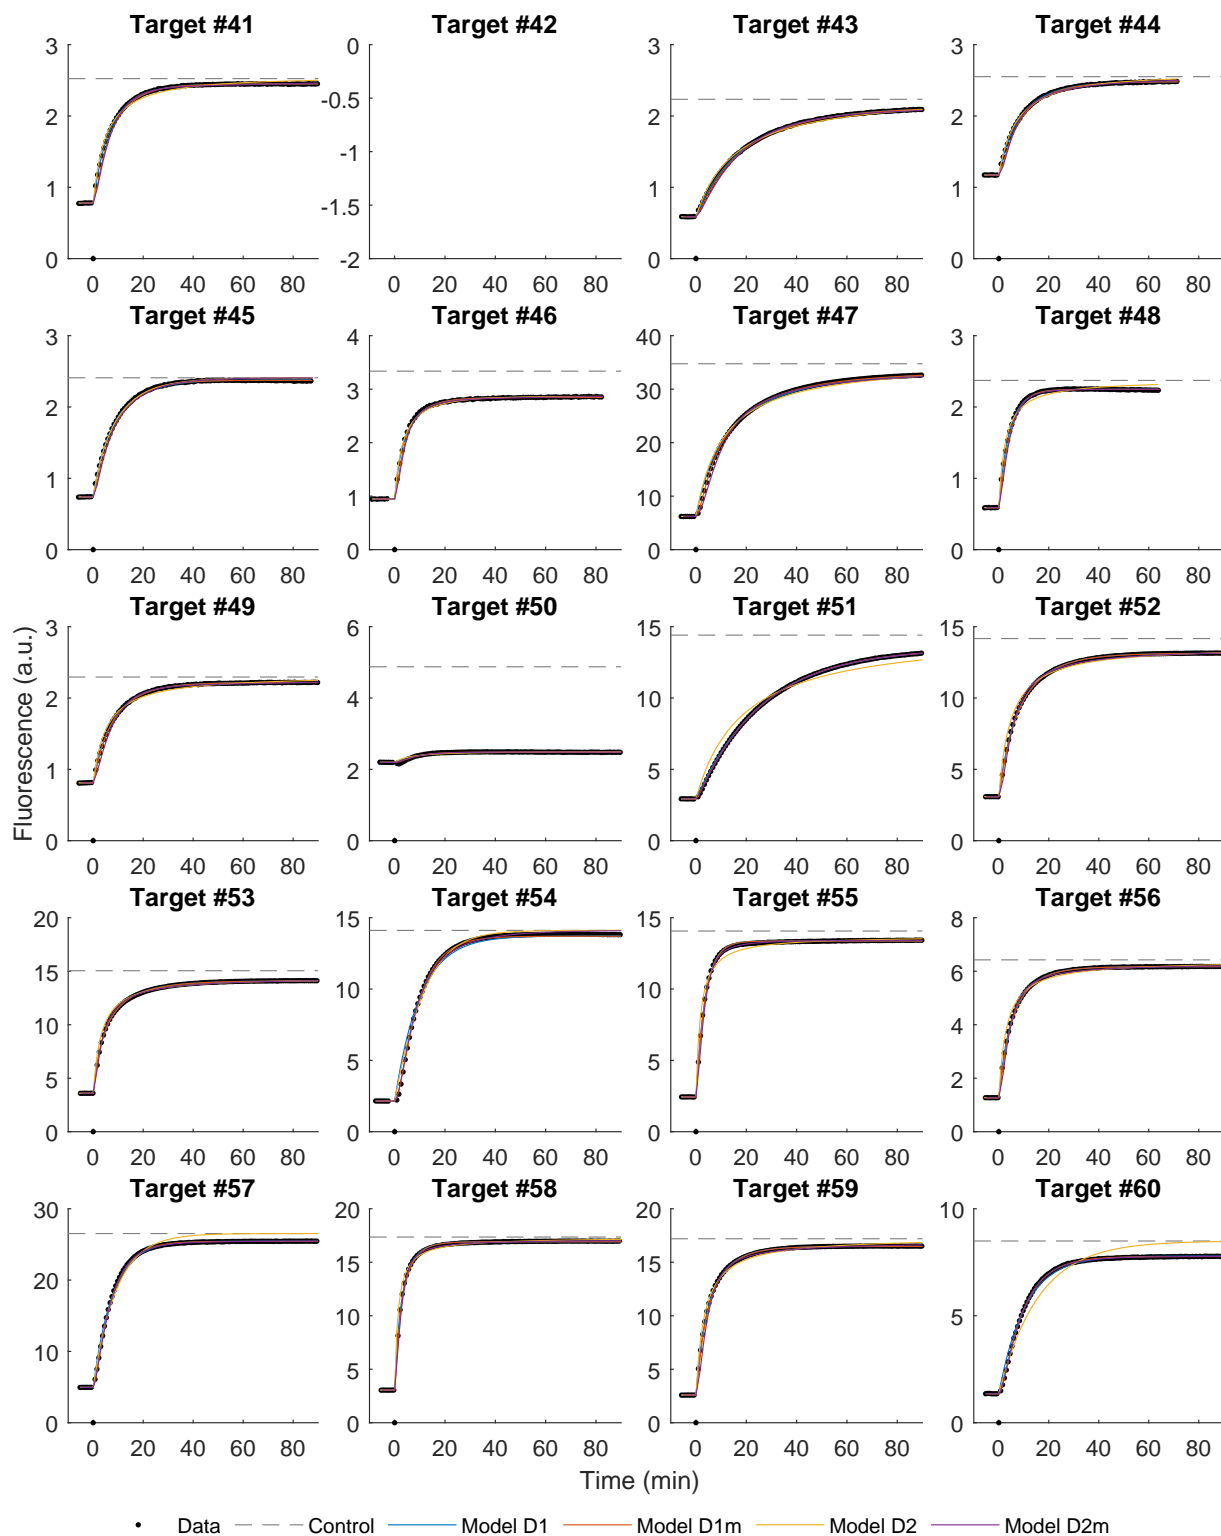 Target #41 Target #42 Target #43 Target #44
3 0 3 3
2 -0.5 2 2
-1
1 -1.5 1 1
0 -2 0 0
0 20 40 60 80 0 20 40 60 80 0 20 40 60 80 0 20 40 60 80
Target #45 Target #46 Target #47 Target #48
3 4 40 3
2 3 30 2
2 20
1 1 10 1
0 0 0 0
0 20 40 60 80 0 20 40 60 80 0 20 40 60 80 0 20 40 60 80
Target #49 Target #50 Target #51 Target #52
3 6 15 15
2 4 10 10
1 2 5 5
0 0 0 0
0 20 40 60 80 0 20 40 60 80 0 20 40 60 80 0 20 40 60 80
Fluorescence (a.u.)
Target #53 Target #54 Target #55 Target #56
20 15 15 8
15 10 10 6
10 4
5 5 5 2
0 0 0 0
0 20 40 60 80 0 20 40 60 80 0 20 40 60 80 0 20 40 60 80
Target #57 Target #58 Target #59 Target #60
30 20 20 10
20 15 15
10 10 5
10 5 5
0 0 0 0
0 20 40 60 80 0 20 40 60 80 0 20 40 60 80 0 20 40 60 80
Time (min)
Data Control Model D1 Model D1m Model D2 Model D2m